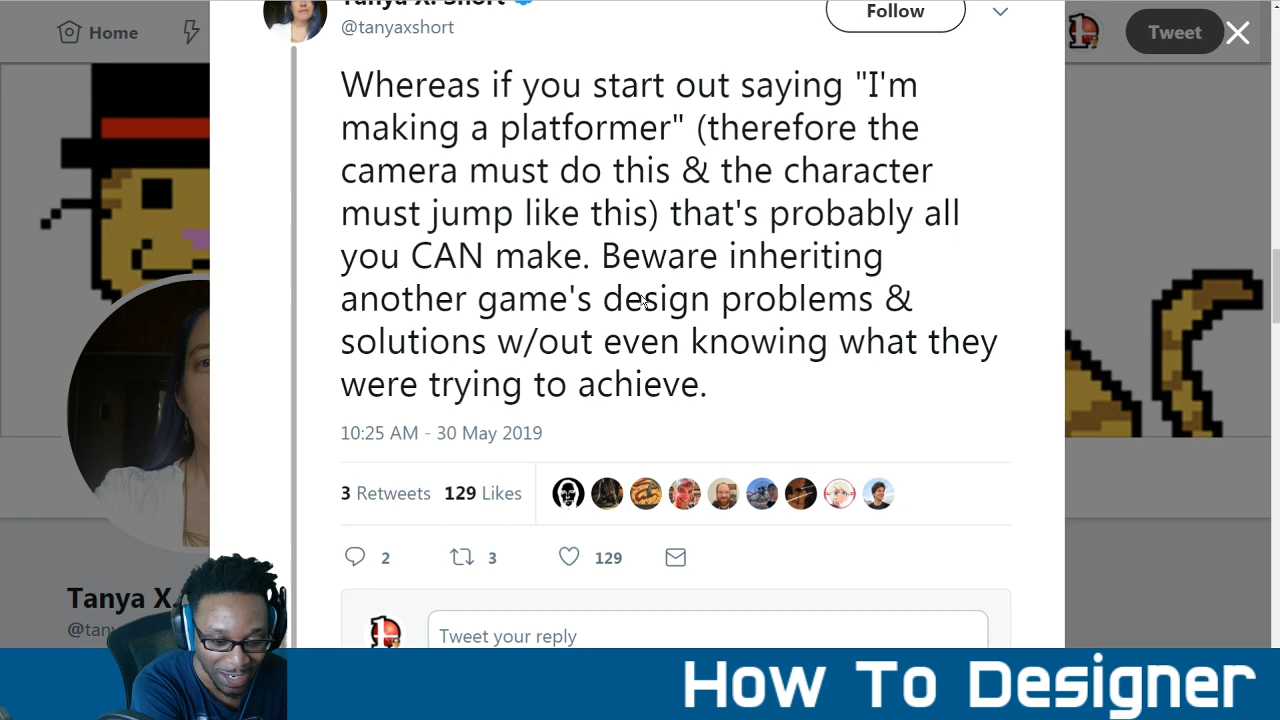 Tanya X. Short
Follow
@tanyaxshort
Home
Tweet
Whereas if you start out saying "I'm
making a platformer" (therefore the
camera must do this & the character
must jump like this) that's probably all
you CAN make. Beware inheriting
another game's design problems &
solutions w/out even knowing what they
were trying to achieve.
10:25 AM - 30 May 2019
3 Retweets 129 Likes
2 3 129
Tweet your reply
Tanya X.
@tany
How To Designer